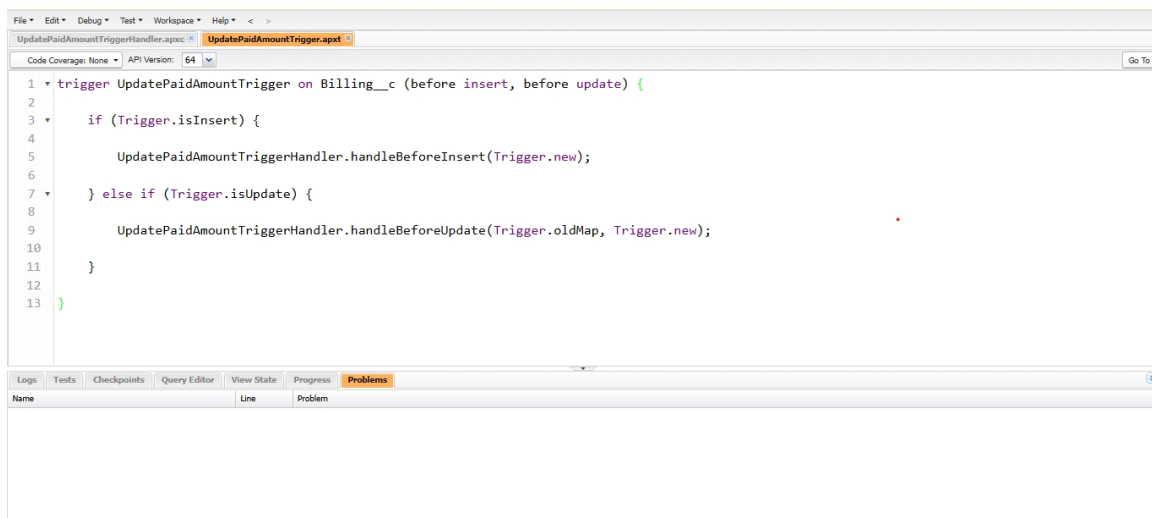 File Edit Debug Test Workspace Help < >
UpdatePaidAmountTriggerHandler.apxc UpdatePaidAmountTrigger.apxt
Code Coverage: None API Version: 64 Go To
1 trigger UpdatePaidAmountTrigger on Billing__c (before insert, before update) {
2
3 if (Trigger.isInsert) {
4
5 UpdatePaidAmountTriggerHandler.handleBeforeInsert(Trigger.new);
6
7 } else if (Trigger.isUpdate) {
8
9 UpdatePaidAmountTriggerHandler.handleBeforeUpdate(Trigger.oldMap, Trigger.new);
10
11 }
12
13 }
Logs Tests Checkpoints Query Editor View State Progress Problems
Name Line Problem